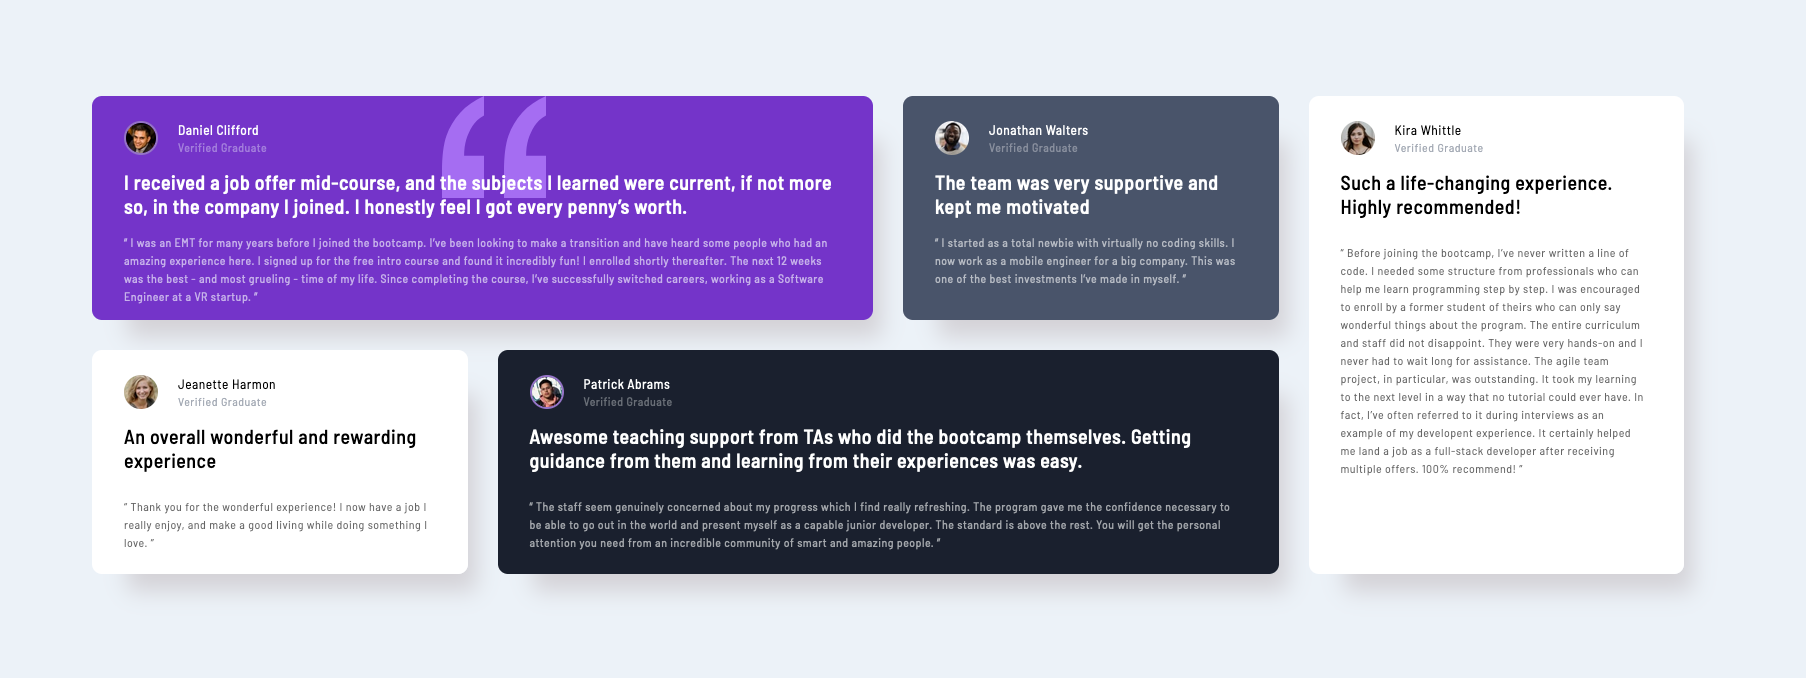 Daniel Clifford
Verified Graduate
I received a job offer mid-course, and the subjects I learned were current, if not more
so, in the company I joined. I honestly feel I got every penny’s worth.
“ I was an EMT for many years before I joined the bootcamp. I’ve been looking to make a transition and have heard some people who had an
amazing experience here. I signed up for the free intro course and found it incredibly fun! I enrolled shortly thereafter. The next 12 weeks
was the best - and most grueling - time of my life. Since completing the course, I’ve successfully switched careers, working as a Software
Engineer at a VR startup. ”
Jonathan Walters
Verified Graduate
The team was very supportive and
kept me motivated
“ I started as a total newbie with virtually no coding skills. I
now work as a mobile engineer for a big company. This was
one of the best investments I’ve made in myself. ”
Kira Whittle
Verified Graduate
Such a life-changing experience.
Highly recommended!
“ Before joining the bootcamp, I’ve never written a line of
code. I needed some structure from professionals who can
help me learn programming step by step. I was encouraged
to enroll by a former student of theirs who can only say
wonderful things about the program. The entire curriculum
and staff did not disappoint. They were very hands-on and I
never had to wait long for assistance. The agile team
project, in particular, was outstanding. It took my learning
to the next level in a way that no tutorial could ever have. In
fact, I’ve often referred to it during interviews as an
example of my developent experience. It certainly helped
me land a job as a full-stack developer after receiving
multiple offers. 100% recommend! ”
Jeanette Harmon
Verified Graduate
An overall wonderful and rewarding
experience
“ Thank you for the wonderful experience! I now have a job I
really enjoy, and make a good living while doing something I
love. ”
Patrick Abrams
Verified Graduate
Awesome teaching support from TAs who did the bootcamp themselves. Getting
guidance from them and learning from their experiences was easy.
“ The staff seem genuinely concerned about my progress which I find really refreshing. The program gave me the confidence necessary to
be able to go out in the world and present myself as a capable junior developer. The standard is above the rest. You will get the personal
attention you need from an incredible community of smart and amazing people. ”